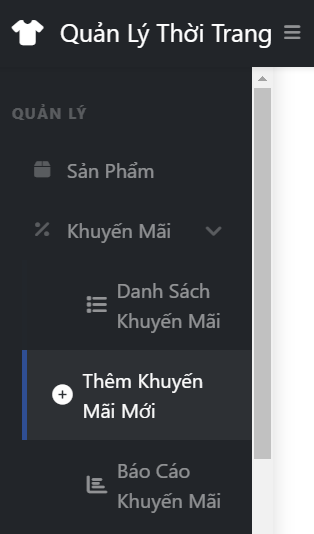 Quản Lý Thời Trang
QUẢN LÝ
Sản Phẩm
Khuyến Mãi
Danh Sách
Khuyến Mãi
Thêm Khuyến
Mãi Mới
Báo Cáo
Khuyến Mãi